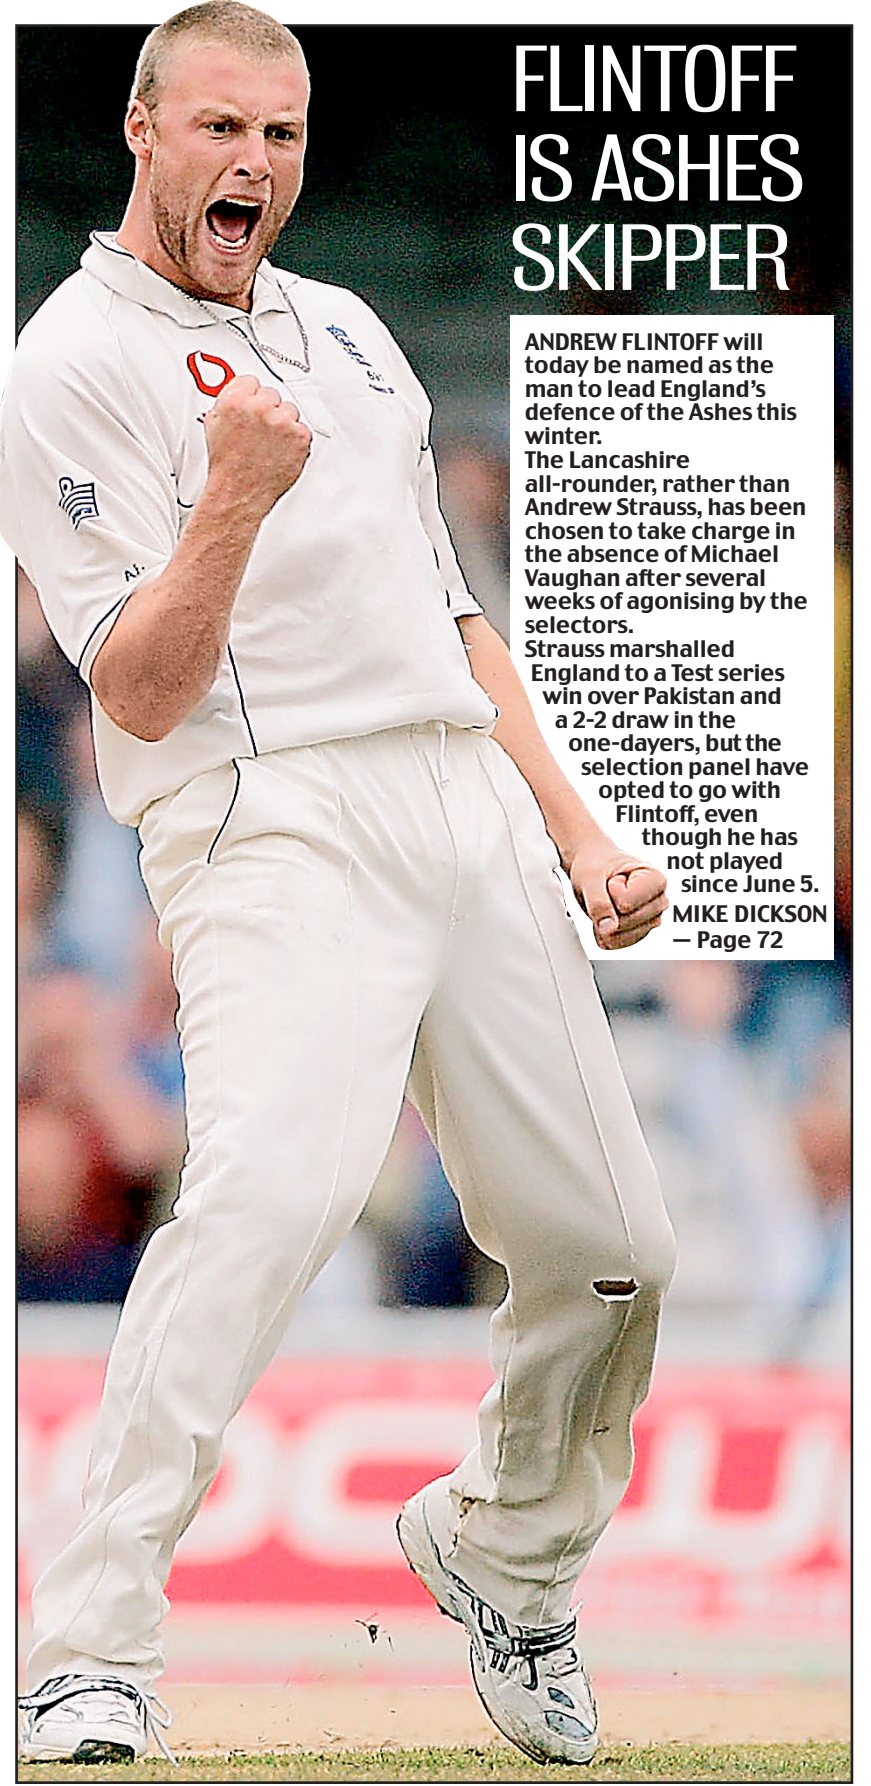 FLINTOFF
IS ASHES
SKIPPER
ANDREW FLINTOFF will
today be named as the
man to lead England's
defence of the Ashes this
winter.
The Lancashire
all-rounder, rather than
Andrew Strauss, has been
chosen to take charge in
the absence of Michael
Vaughan after several
weeks of agonising by the
selectors.
Strauss marshalled
England to a Test series
win over Pakistan and
a 2-2 draw in the
one-dayers, but the
selection panel have
opted to go with
Flintoff, even
though he has
not played
since June 5.
MIKE DICKSON
— Page 72